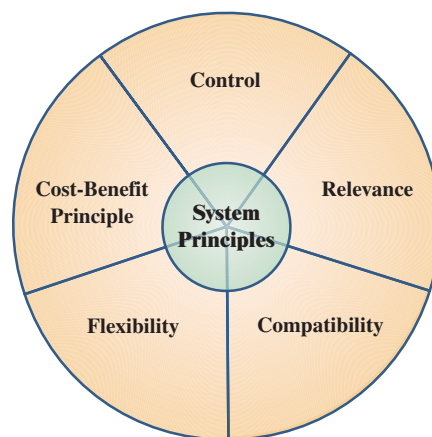 Control
Cost-Benefit
Principle
Relevance
System
Principles
Flexibility
Compatibility